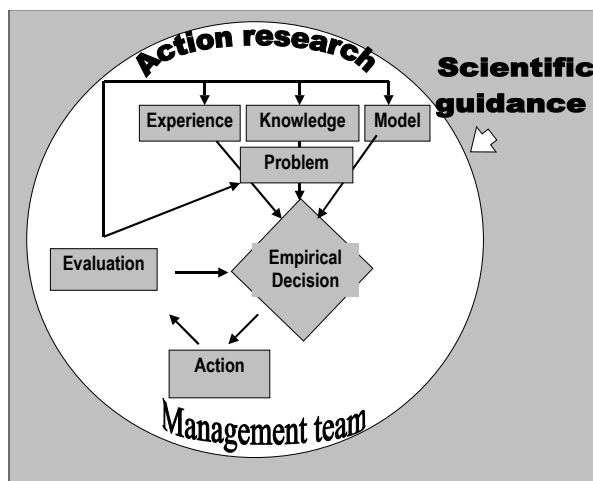 Action research
Scientific
guidance
Experience
Knowledge
Model
Problem
Evaluation
Empirical
Decision
Action
Management team